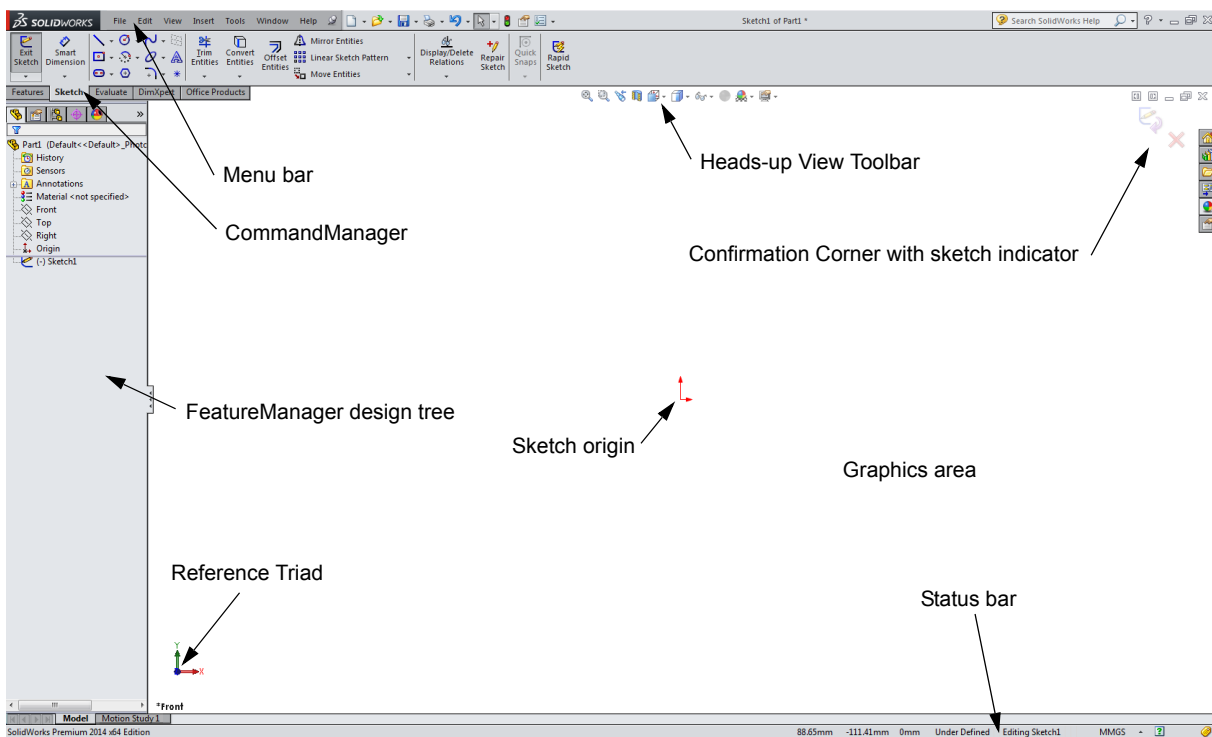 SOLIDWORKS File Edit View Insert Tools Window Help Sketch1 of Part1 * Search SolidWorks Help
Exit Sketch
Smart Dimension
Trim Entities
Convert Entities
Offset Entities
Mirror Entities
Linear Sketch Pattern
Move Entities
Display/Delete Relations
Repair Sketch
Quick Snaps
Rapid Sketch
Features Sketch Evaluate DimXpert Office Products
Part1 (Default<<Default>_Photo
History
Sensors
Annotations
Material <not specified>
Front
Top
Right
Origin
(-) Sketch1
Menu bar
CommandManager
Heads-up View Toolbar
Confirmation Corner with sketch indicator
FeatureManager design tree
Sketch origin
Graphics area
Reference Triad
Status bar
Y
X
*Front
Model Motion Study 1
SolidWorks Premium 2014 x64 Edition 88.65mm -111.41mm 0mm Under Defined Editing Sketch1 MMGS